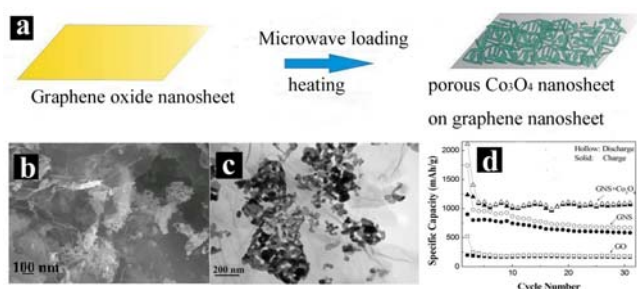 a
Microwave loading
heating
Graphene oxide nanosheet
porous Co₃O₄ nanosheet
on graphene nanosheet
b
100 nm
c
200 nm
d
Hollow: Discharge
Solid: Charge
Specific Capacity (mAh/g)
2000
1500
1000
500
0
GNS+Co₃O₄
GNS
GO
0 10 20 30
Cycle Number